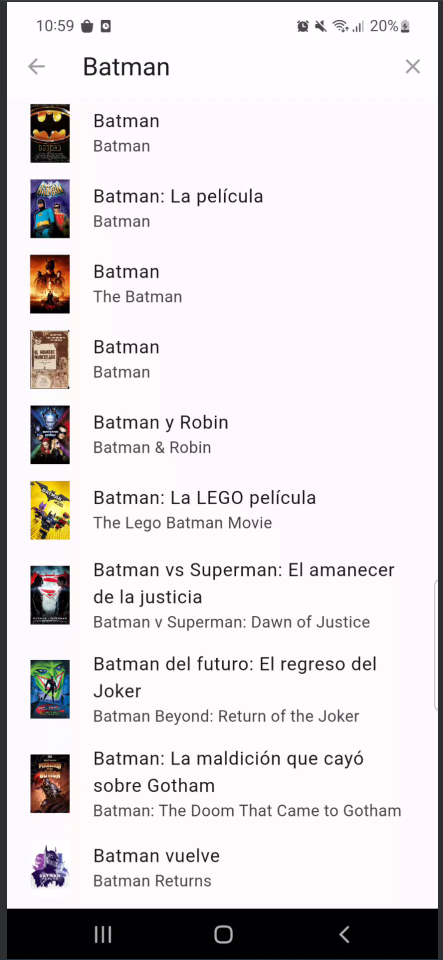 10:59
20%
Batman
Batman
Batman
Batman: La película
Batman
Batman
The Batman
Batman
Batman
Batman y Robin
Batman & Robin
Batman: La LEGO película
The Lego Batman Movie
Batman vs Superman: El amanecer
de la justicia
Batman v Superman: Dawn of Justice
Batman del futuro: El regreso del
Joker
Batman Beyond: Return of the Joker
Batman: La maldición que cayó
sobre Gotham
Batman: The Doom That Came to Gotham
Batman vuelve
Batman Returns